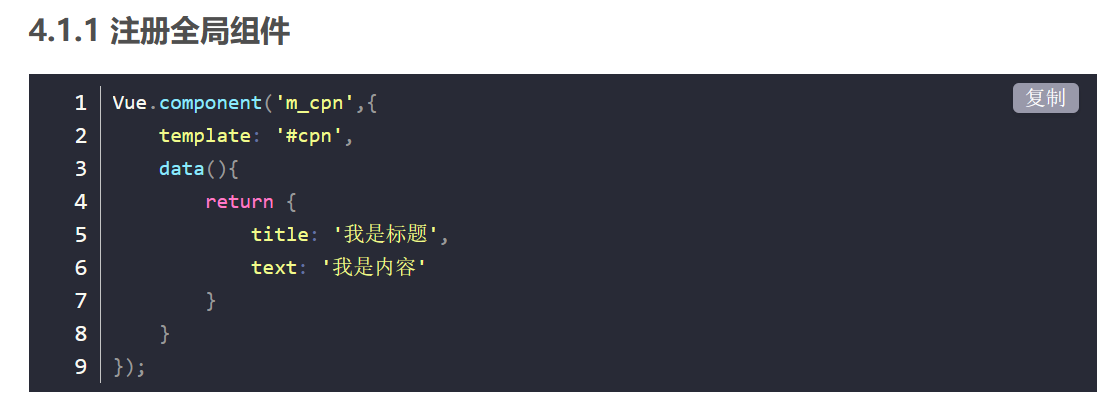 4.1.1 注册全局组件
复制
1 Vue.component('m_cpn',{
2     template: '#cpn',
3     data(){
4         return {
5             title: '我是标题',
6             text: '我是内容'
7         }
8     }
9 });